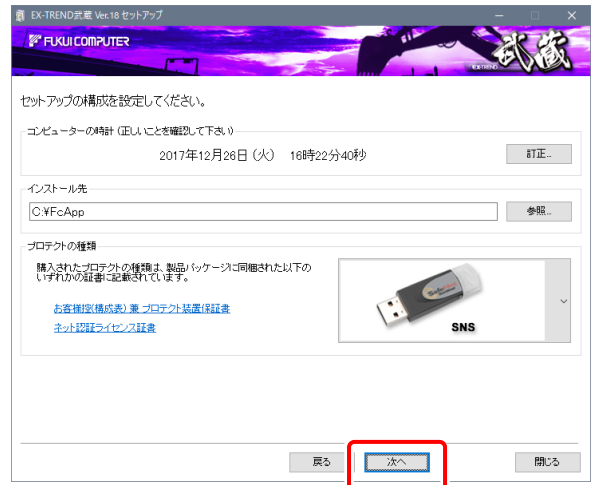 EX-TREND武蔵 Ver.18 セットアップ
FUKUI COMPUTER
EX-TREND 武蔵
セットアップの構成を設定してください。
コンピューターの時計 (正しいことを確認して下さい)
2017年12月26日 (火) 16時22分40秒
訂正...
インストール先
C:¥FcApp
参照...
プロテクトの種類
購入されたプロテクトの種類は、製品パッケージに同梱された以下の
いずれかの証書に記載されています。
お客様控(構成表) 兼 プロテクト装置保証書
ネット認証ライセンス証書
SNS
戻る
次へ
閉じる